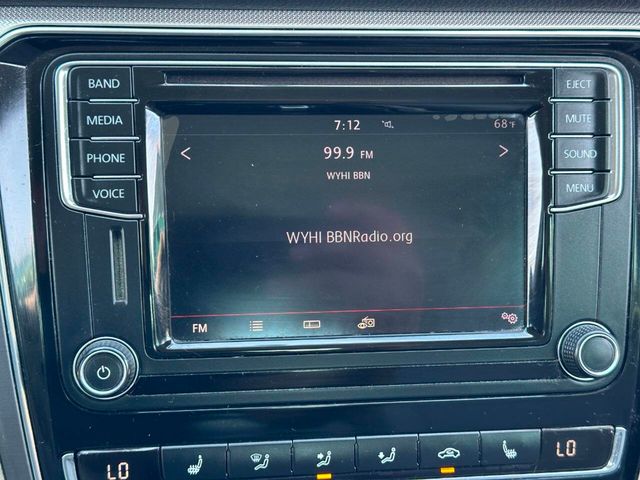 BAND
MEDIA
PHONE
VOICE
EJECT
MUTE
SOUND
MENU
7:12
68°F
< 99.9 FM >
WYHI BBN
WYHI BBNRadio.org
FM
LO
LO